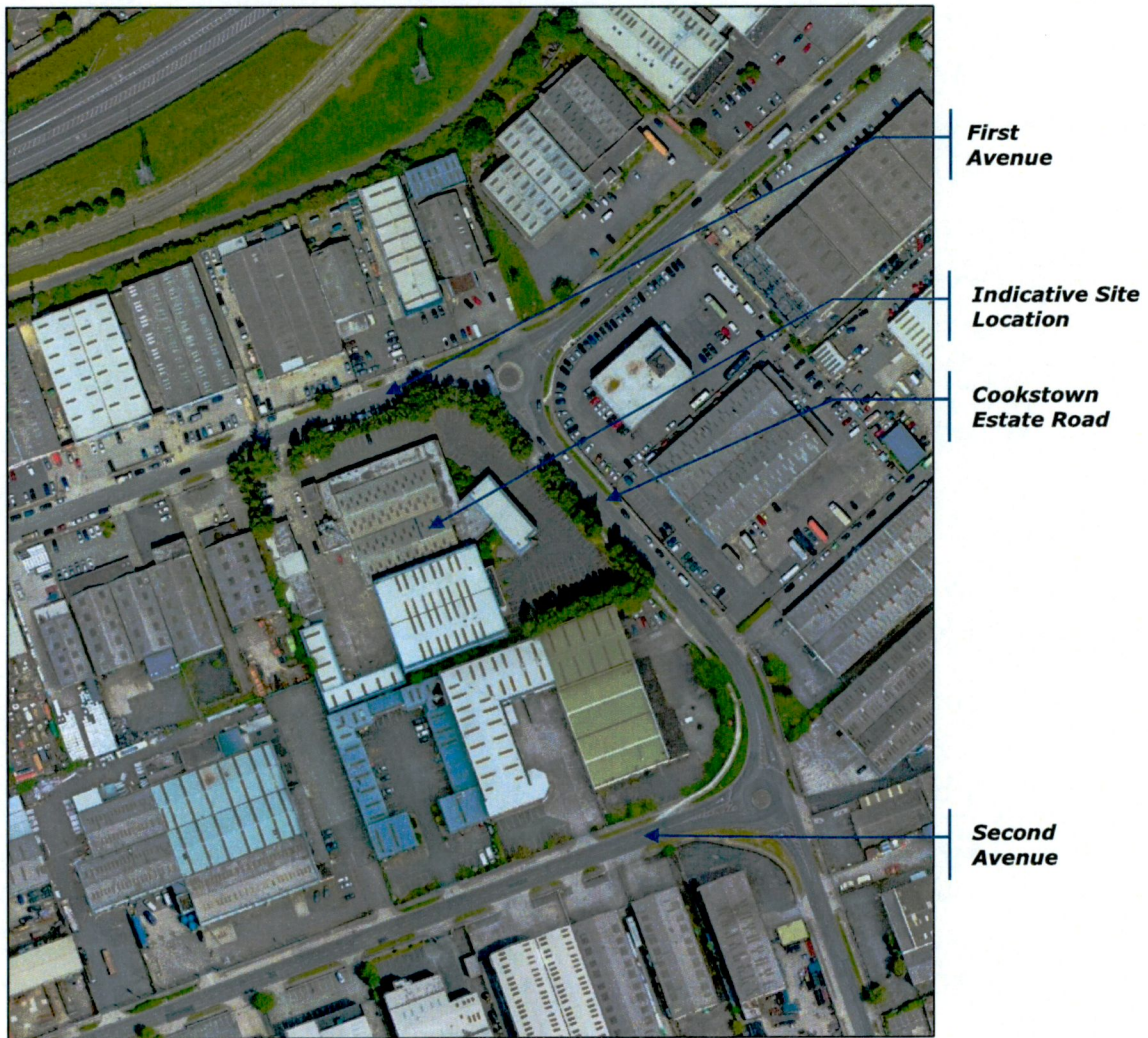 First
Avenue
Indicative Site
Location
Cookstown
Estate Road
Second
Avenue